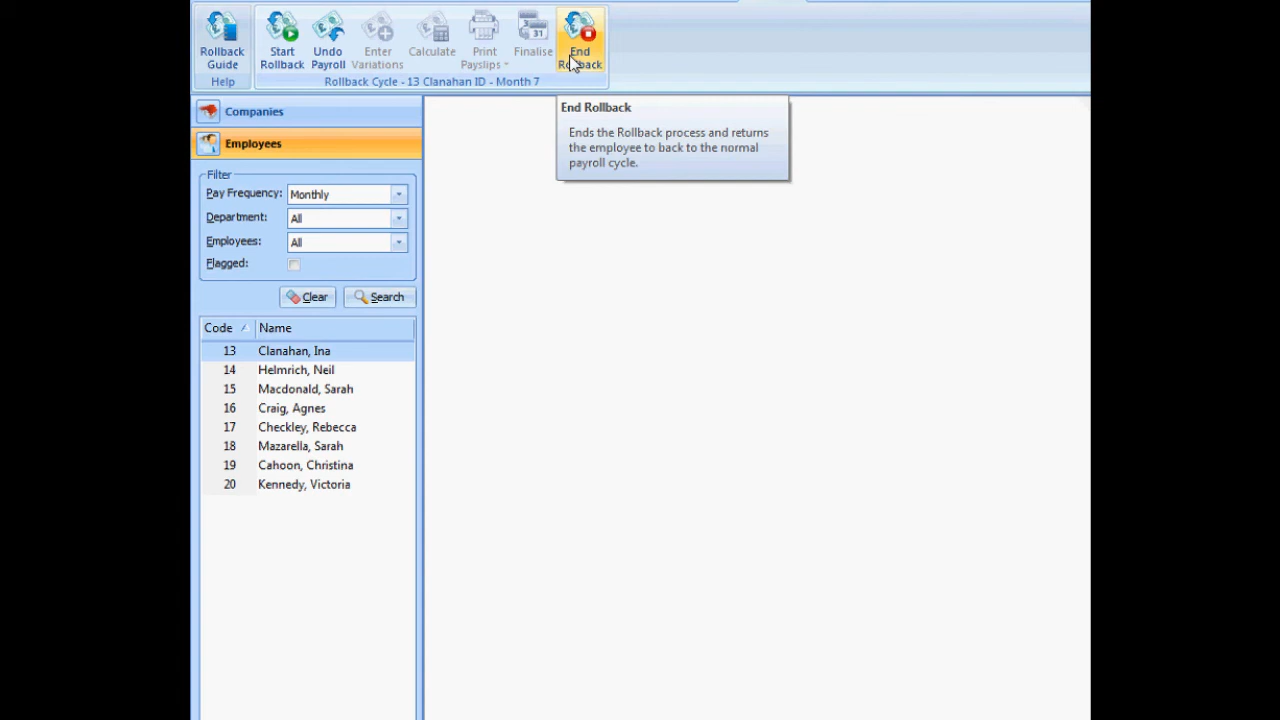 Rollback Guide
Start Rollback
Undo Payroll
Enter Variations
Calculate
Print Payslips
Finalise
31
End Rollback
Help
Rollback Cycle - 13 Clanahan ID - Month 7
End Rollback
Ends the Rollback process and returns
the employee to back to the normal
payroll cycle.
Companies
Employees
Filter
Pay Frequency: Monthly
Department: All
Employees: All
Flagged:
Clear Search
Code Name
13 Clanahan, Ina
14 Helmrich, Neil
15 Macdonald, Sarah
16 Craig, Agnes
17 Checkley, Rebecca
18 Mazarella, Sarah
19 Cahoon, Christina
20 Kennedy, Victoria